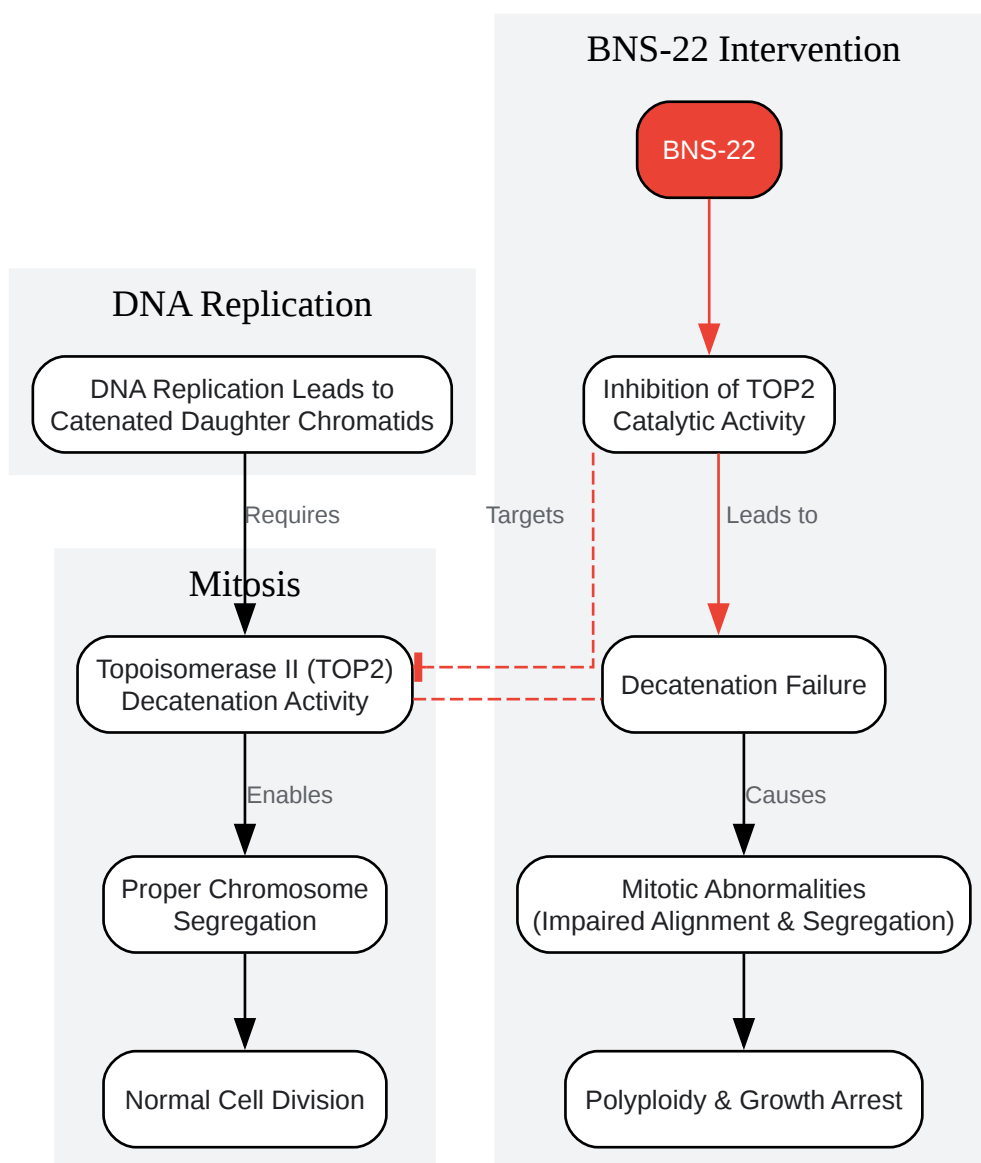 BNS-22 Intervention
BNS-22
DNA Replication
DNA Replication Leads to
Catenated Daughter Chromatids
Inhibition of TOP2
Catalytic Activity
Requires
Targets
Leads to
Mitosis
Topoisomerase II (TOP2)
Decatenation Activity
Decatenation Failure
Enables
Causes
Proper Chromosome
Segregation
Mitotic Abnormalities
(Impaired Alignment & Segregation)
Normal Cell Division
Polyploidy & Growth Arrest